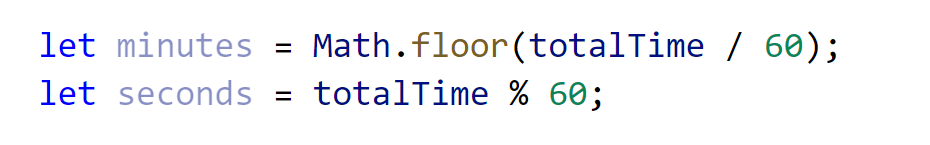 let minutes = Math.floor(totalTime / 60);
let seconds = totalTime % 60;